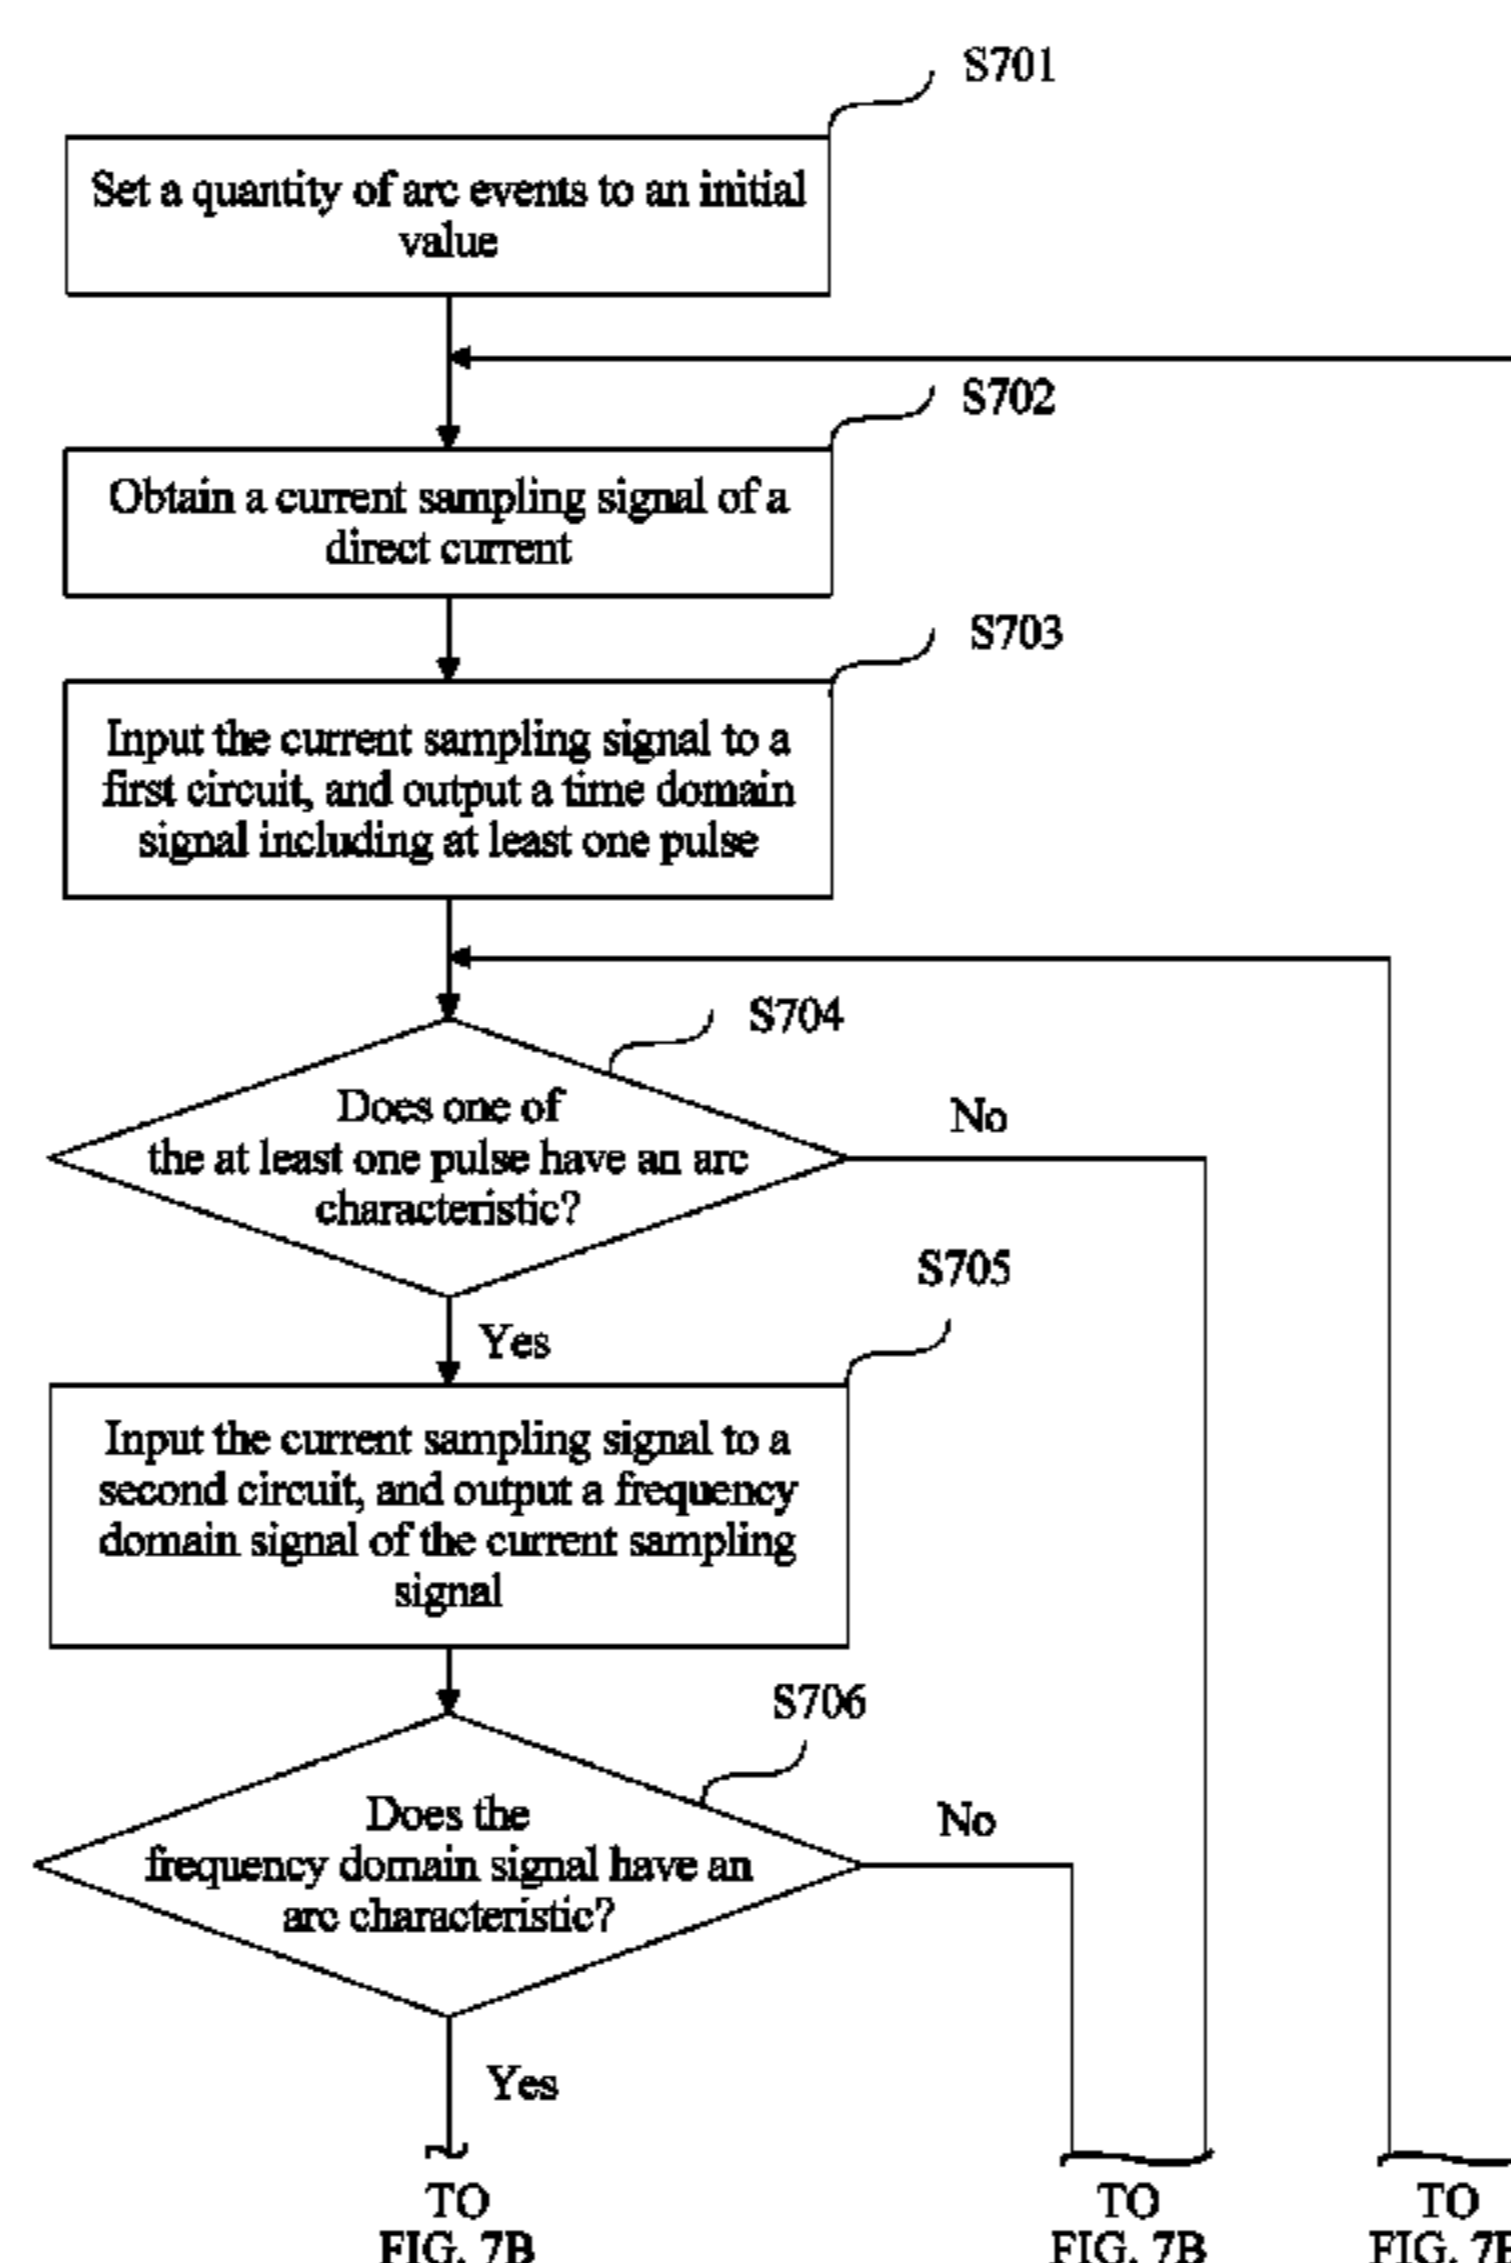 S701
Set a quantity of arc events to an initial
value
S702
Obtain a current sampling signal of a
direct current
S703
Input the current sampling signal to a
first circuit, and output a time domain
signal including at least one pulse
S704
Does one of
the at least one pulse have an arc
characteristic?
No
S705
Yes
Input the current sampling signal to a
second circuit, and output a frequency
domain signal of the current sampling
signal
S706
Does the
frequency domain signal have an
arc characteristic?
No
Yes
TO
FIG. 7B
TO
FIG. 7B
TO
FIG. 7B